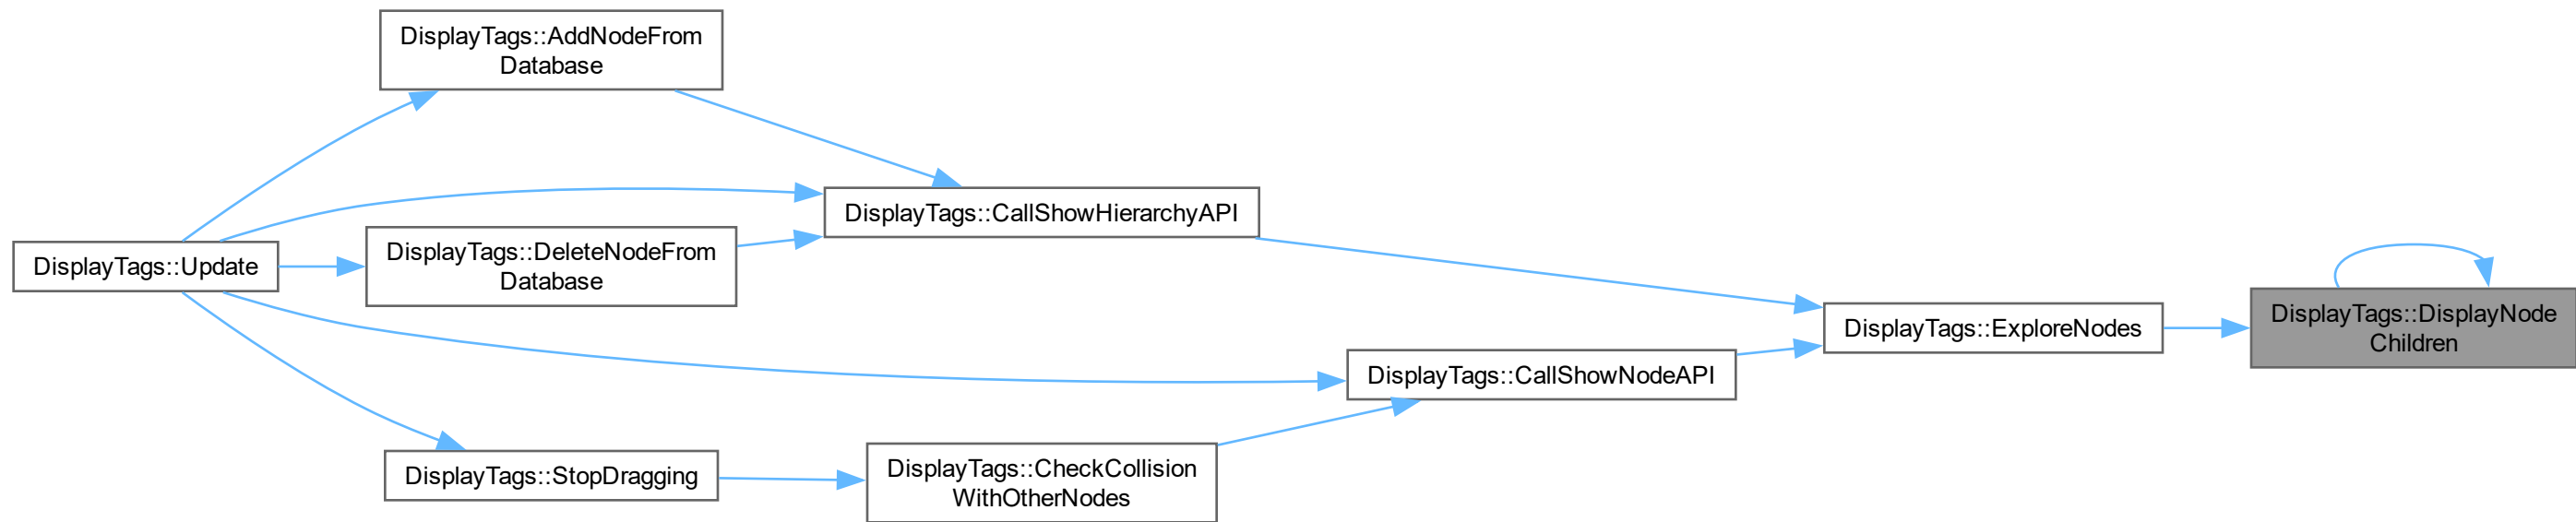 DisplayTags::AddNodeFrom
Database
DisplayTags::CallShowHierarchyAPI
DisplayTags::Update
DisplayTags::DeleteNodeFrom
Database
DisplayTags::ExploreNodes
DisplayTags::DisplayNode
Children
DisplayTags::CallShowNodeAPI
DisplayTags::StopDragging
DisplayTags::CheckCollision
WithOtherNodes